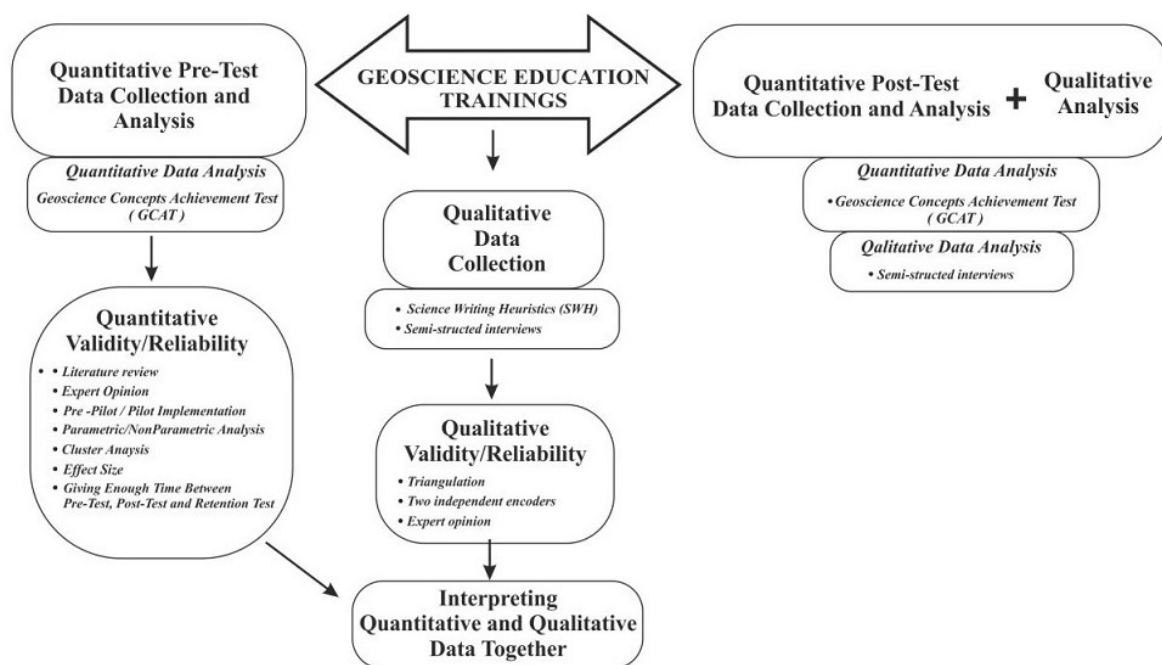 Quantitative Pre-Test
Data Collection and
Analysis
Quantitative Data Analysis
Geoscience Concepts Achievement Test
( GCAT )
Quantitative
Validity/Reliability
• • Literature review
• Expert Opinion
• Pre -Pilot / Pilot Implementation
• Parametric/NonParametric Analysis
• Cluster Anaysis
• Effect Size
• Giving Enough Time Between
Pre-Test, Post-Test and Retention Test
GEOSCIENCE EDUCATION
TRAININGS
Qualitative
Data
Collection
• Science Writing Heuristics (SWH)
• Semi-structed interviews
Qualitative
Validity/Reliability
• Triangulation
• Two independent encoders
• Expert opinion
Interpreting
Quantitative and Qualitative
Data Together
Quantitative Post-Test
Data Collection and Analysis
+
Qualitative
Analysis
Quantitative Data Analysis
• Geoscience Concepts Achievement Test
( GCAT )
Qalitative Data Analysis
• Semi-structed interviews